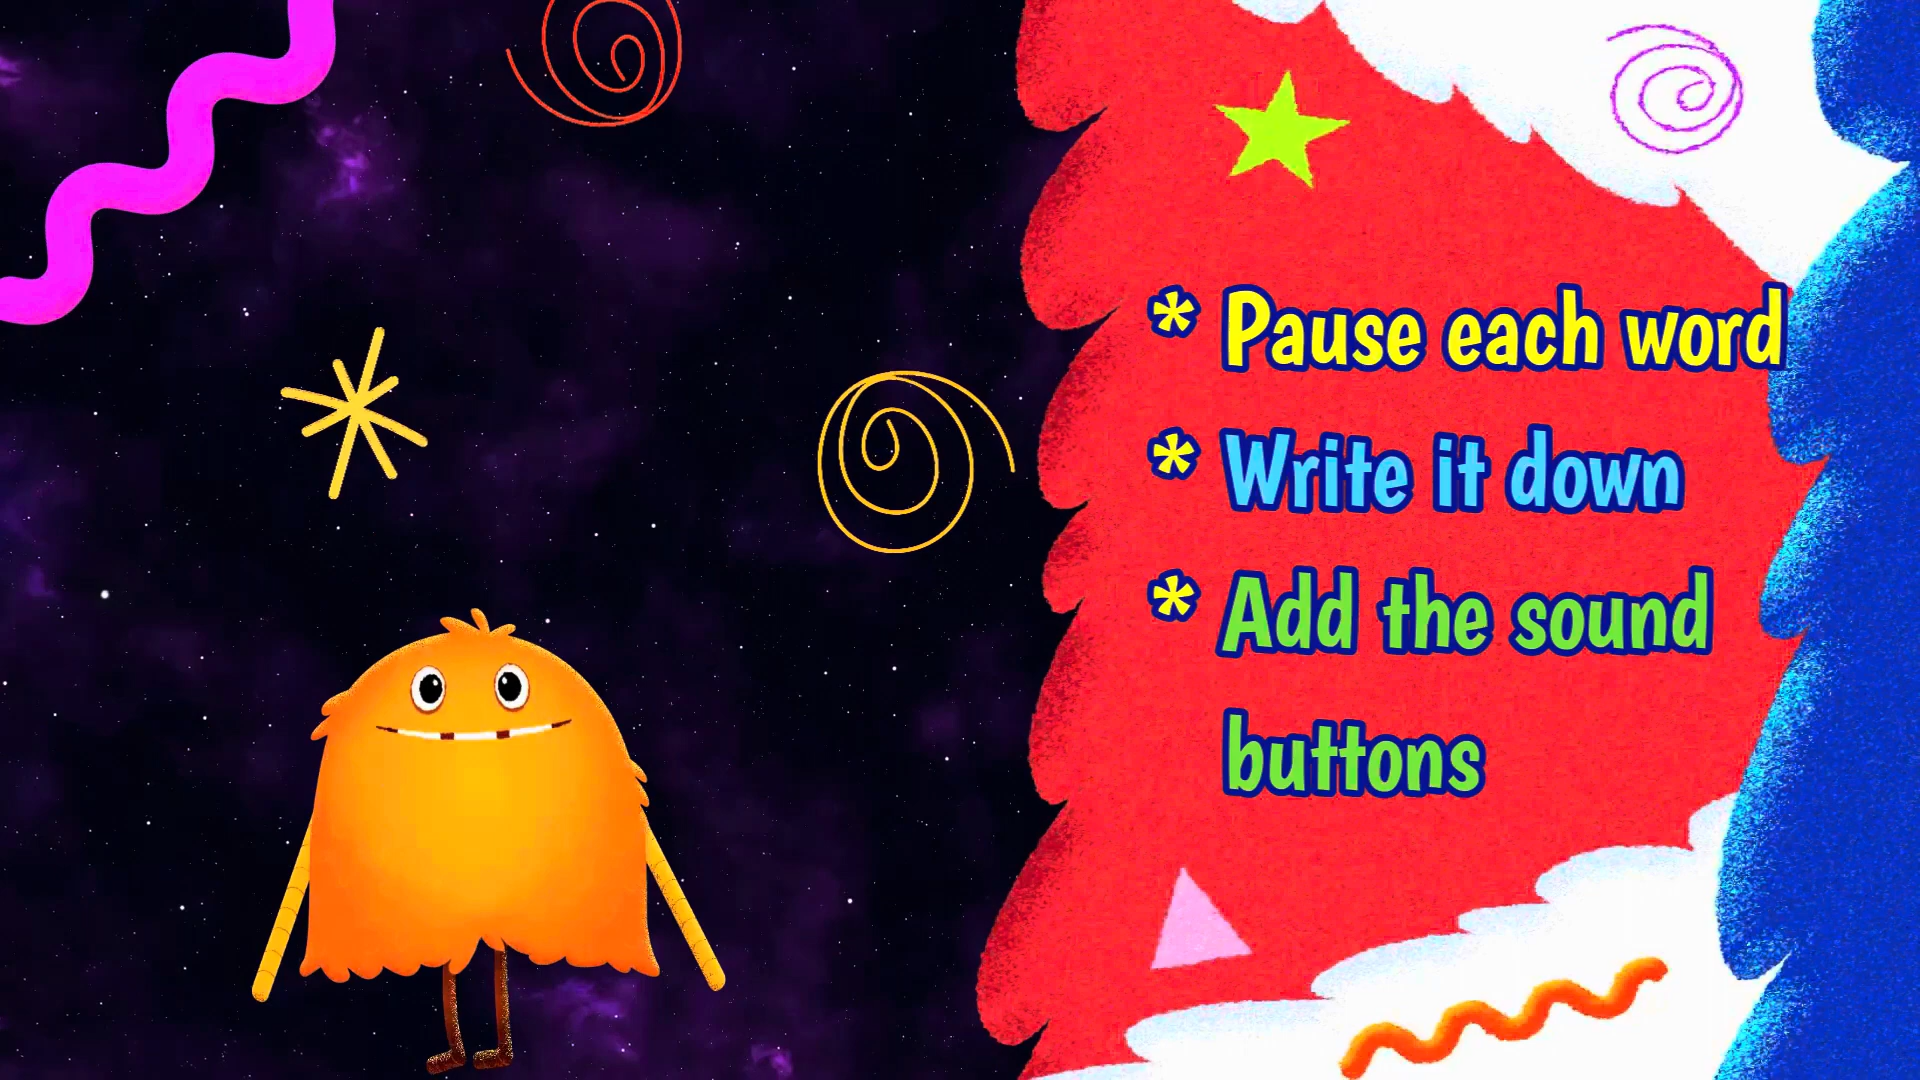 * Pause each word
* Write it down
* Add the sound
buttons